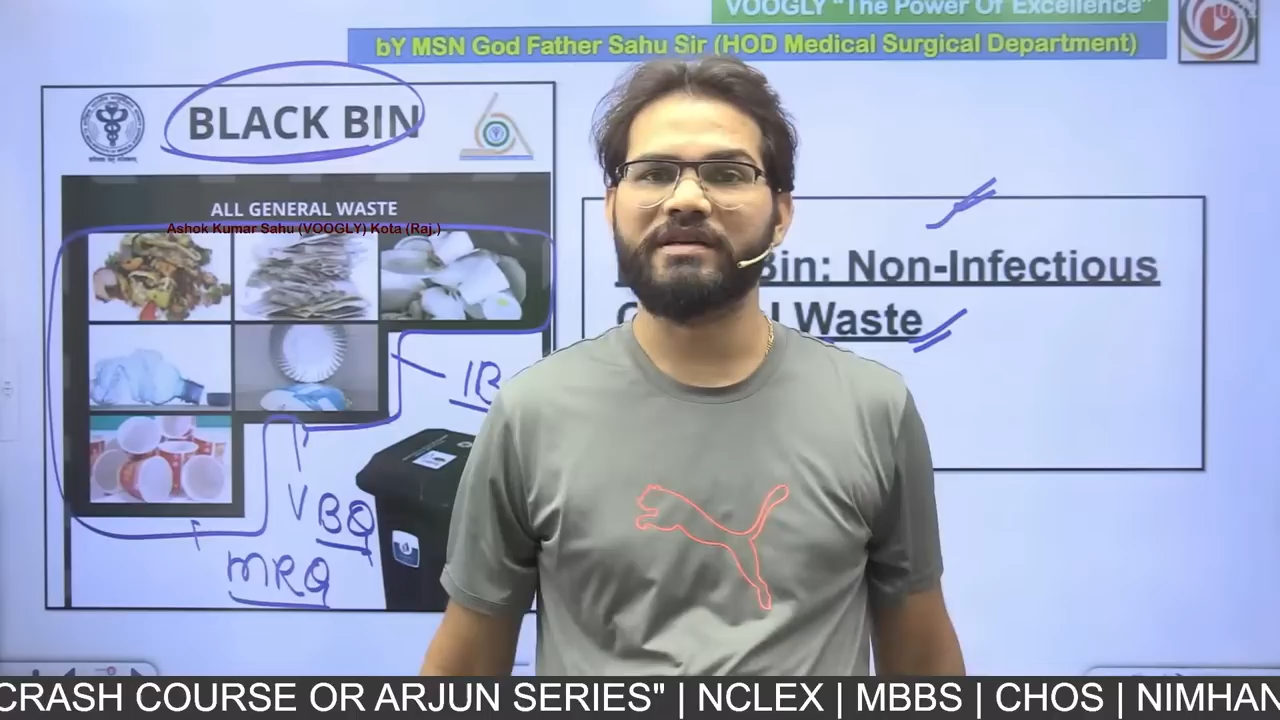 VOOGLY "The Power Of Excellence"
bY MSN God Father Sahu Sir (HOD Medical Surgical Department)
BLACK BIN
ALL GENERAL WASTE
Ashok Kumar Sahu (VOOGLY) Kota (Raj.)
Bin: Non-Infectious
Waste
IB
V
BQ
MRQ
CRASH COURSE OR ARJUN SERIES" | NCLEX | MBBS | CHOS | NIMHAN